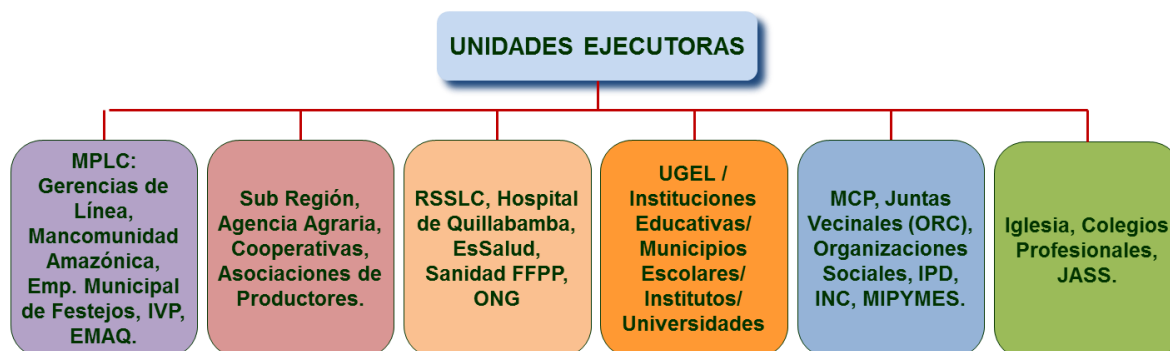 UNIDADES EJECUTORAS
MPLC:
Gerencias de
Línea,
Mancomunidad
Amazónica,
Emp. Municipal
de Festejos, IVP,
EMAQ.
Sub Región,
Agencia Agraria,
Cooperativas,
Asociaciones de
Productores.
RSSLC, Hospital
de Quillabamba,
EsSalud,
Sanidad FFPP,
ONG
UGEL /
Instituciones
Educativas/
Municipios
Escolares/
Institutos/
Universidades
MCP, Juntas
Vecinales (ORC),
Organizaciones
Sociales, IPD,
INC, MIPYMES.
Iglesia, Colegios
Profesionales,
JASS.